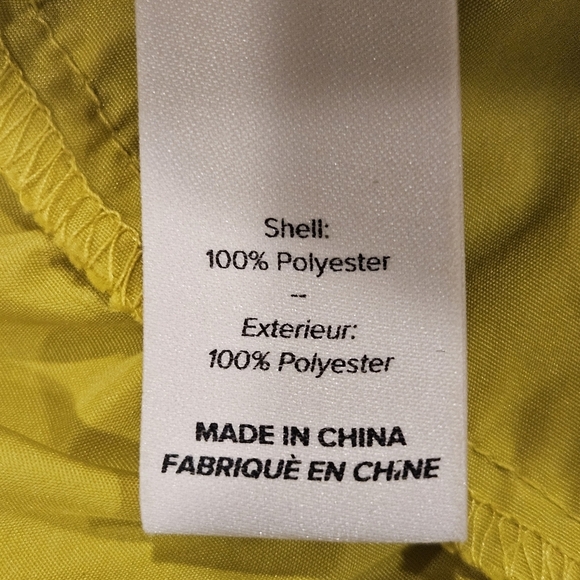 Shell:
100% Polyester
--
Exterieur:
100% Polyester
MADE IN CHINA
FABRIQUÈ EN CHINE